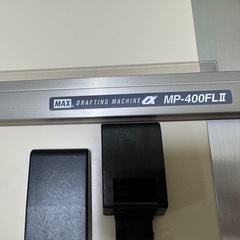 MAX DRAFTING MACHINE α MP-400FLⅡ